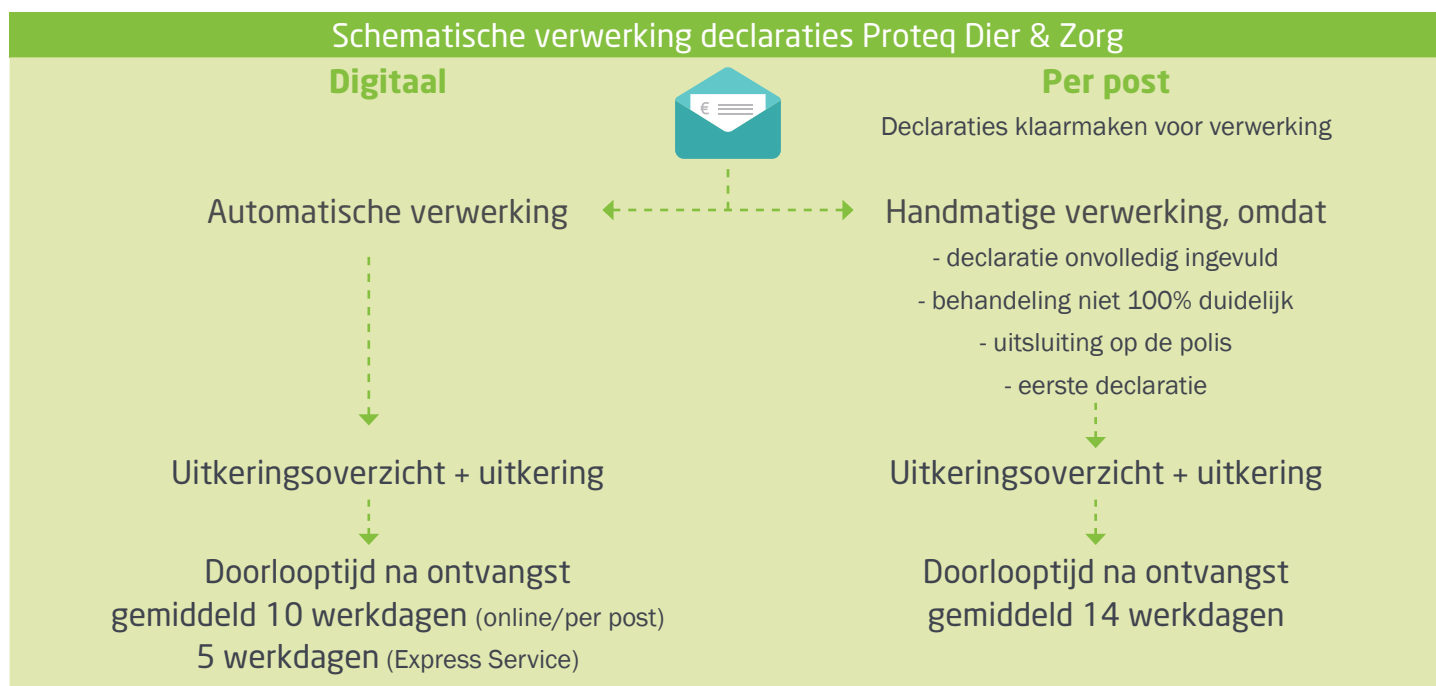 Schematische verwerking declaraties Proteq Dier & Zorg
Digitaal
Per post
€
Declaraties klaarmaken voor verwerking
Automatische verwerking
Handmatige verwerking, omdat
- declaratie onvolledig ingevuld
- behandeling niet 100% duidelijk
- uitsluiting op de polis
- eerste declaratie
Uitkeringsoverzicht + uitkering
Uitkeringsoverzicht + uitkering
Doorlooptijd na ontvangst
gemiddeld 10 werkdagen (online/per post)
5 werkdagen (Express Service)
Doorlooptijd na ontvangst
gemiddeld 14 werkdagen